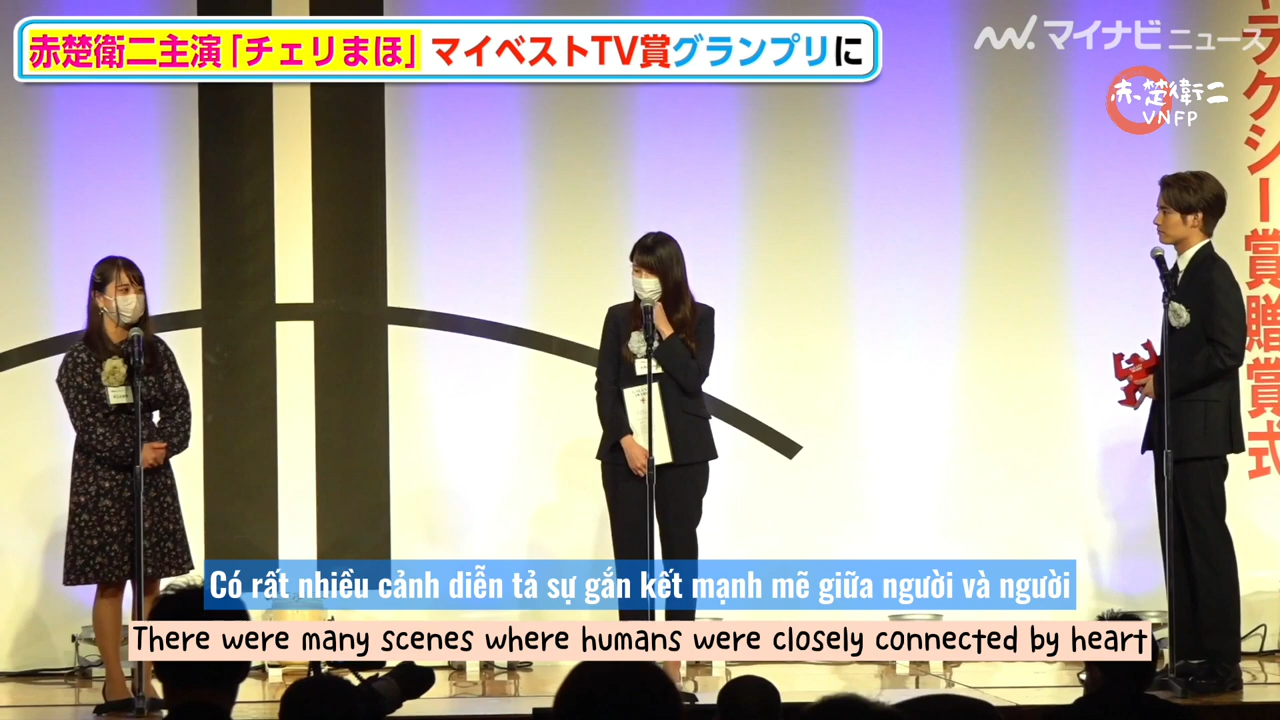 赤楚衛二主演「チェリまほ」 マイベストTV賞グランプリに
マイナビニュース
赤楚衛二
VNFP
ラクシー賞贈賞式
Có rất nhiều cảnh diễn tả sự gắn kết mạnh mẽ giữa người và người
There were many scenes where humans were closely connected by heart